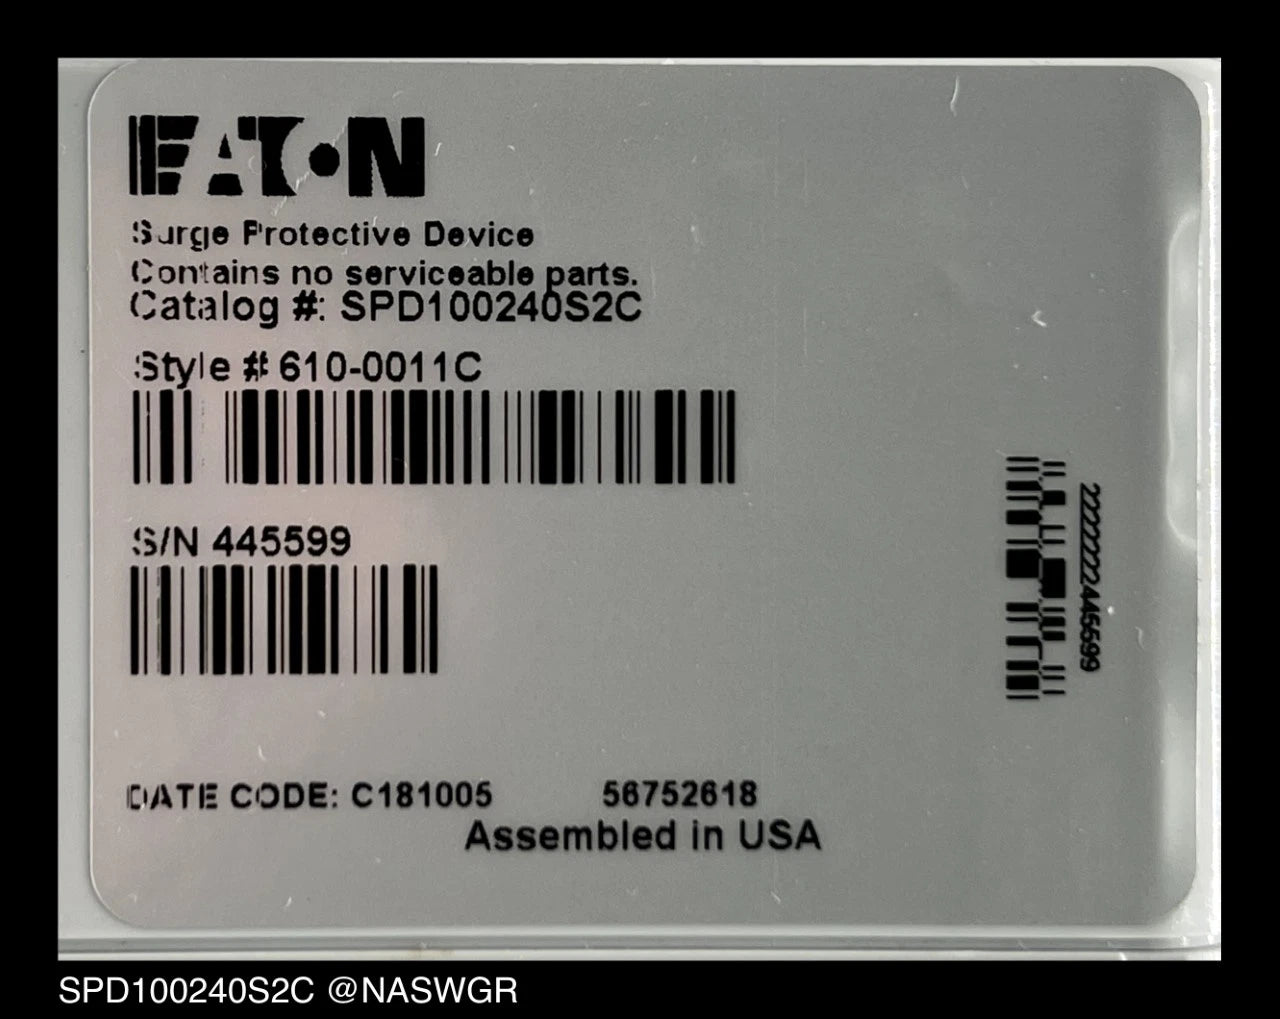 EATON
Surge Protective Device
Contains no serviceable parts.
Catalog #: SPD100240S2C
Style # 610-0011C
S/N 445599
DATE CODE: C181005 56752618
Assembled in USA
SPD100240S2C @NASWGR